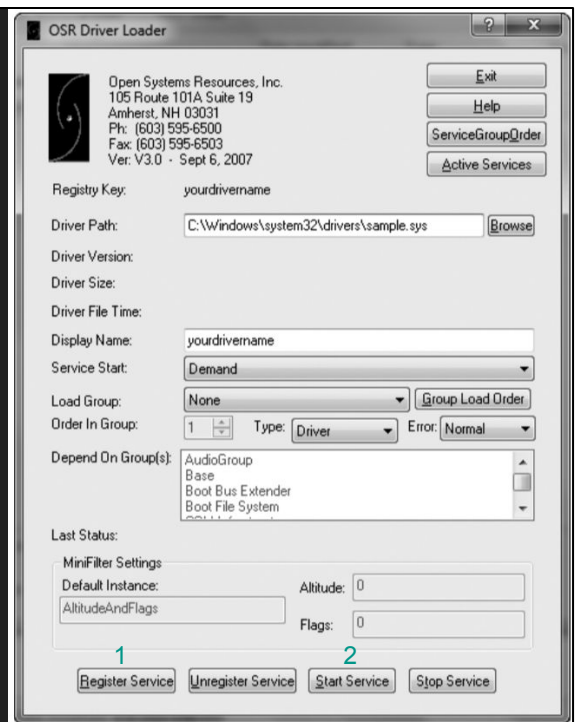 OSR Driver Loader
Open Systems Resources, Inc.
105 Route 101A Suite 19
Amherst, NH 03031
Ph: (603) 595-6500
Fax: (603) 595-6503
Ver: V3.0 - Sept 6, 2007
Exit
Help
ServiceGroupOrder
Active Services
Registry Key: yourdrivername
Driver Path: C:\Windows\system32\drivers\sample.sys Browse
Driver Version:
Driver Size:
Driver File Time:
Display Name: yourdrivername
Service Start: Demand
Load Group: None Group Load Order
Order In Group: 1 Type: Driver Error: Normal
Depend On Group(s): AudioGroup
Base
Boot Bus Extender
Boot File System
Last Status:
MiniFilter Settings
Default Instance: Altitude: 0
AltitudeAndFlags
Flags: 0
1 2
Register Service Unregister Service Start Service Stop Service